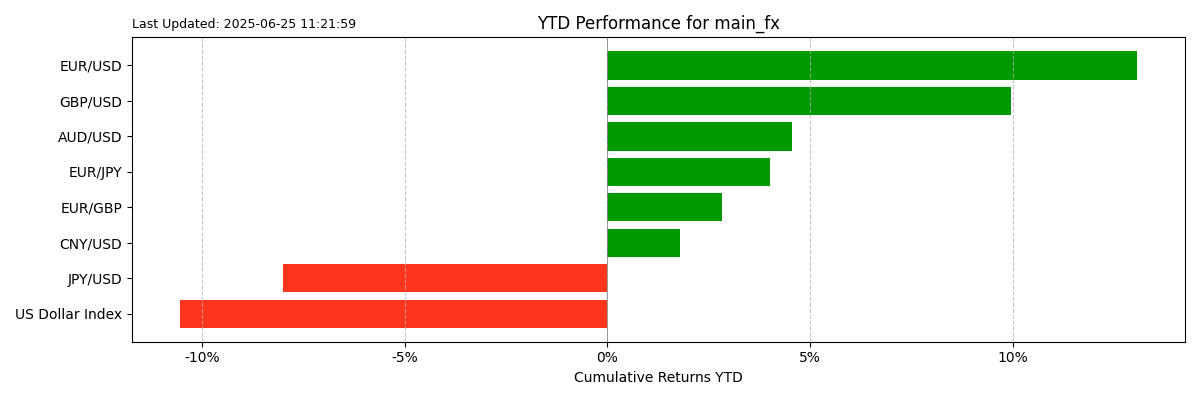 Last Updated: 2025-06-25 11:21:59
YTD Performance for main_fx
EUR/USD
GBP/USD
AUD/USD
EUR/JPY
EUR/GBP
CNY/USD
JPY/USD
US Dollar Index
-10%
-5%
0%
5%
10%
Cumulative Returns YTD